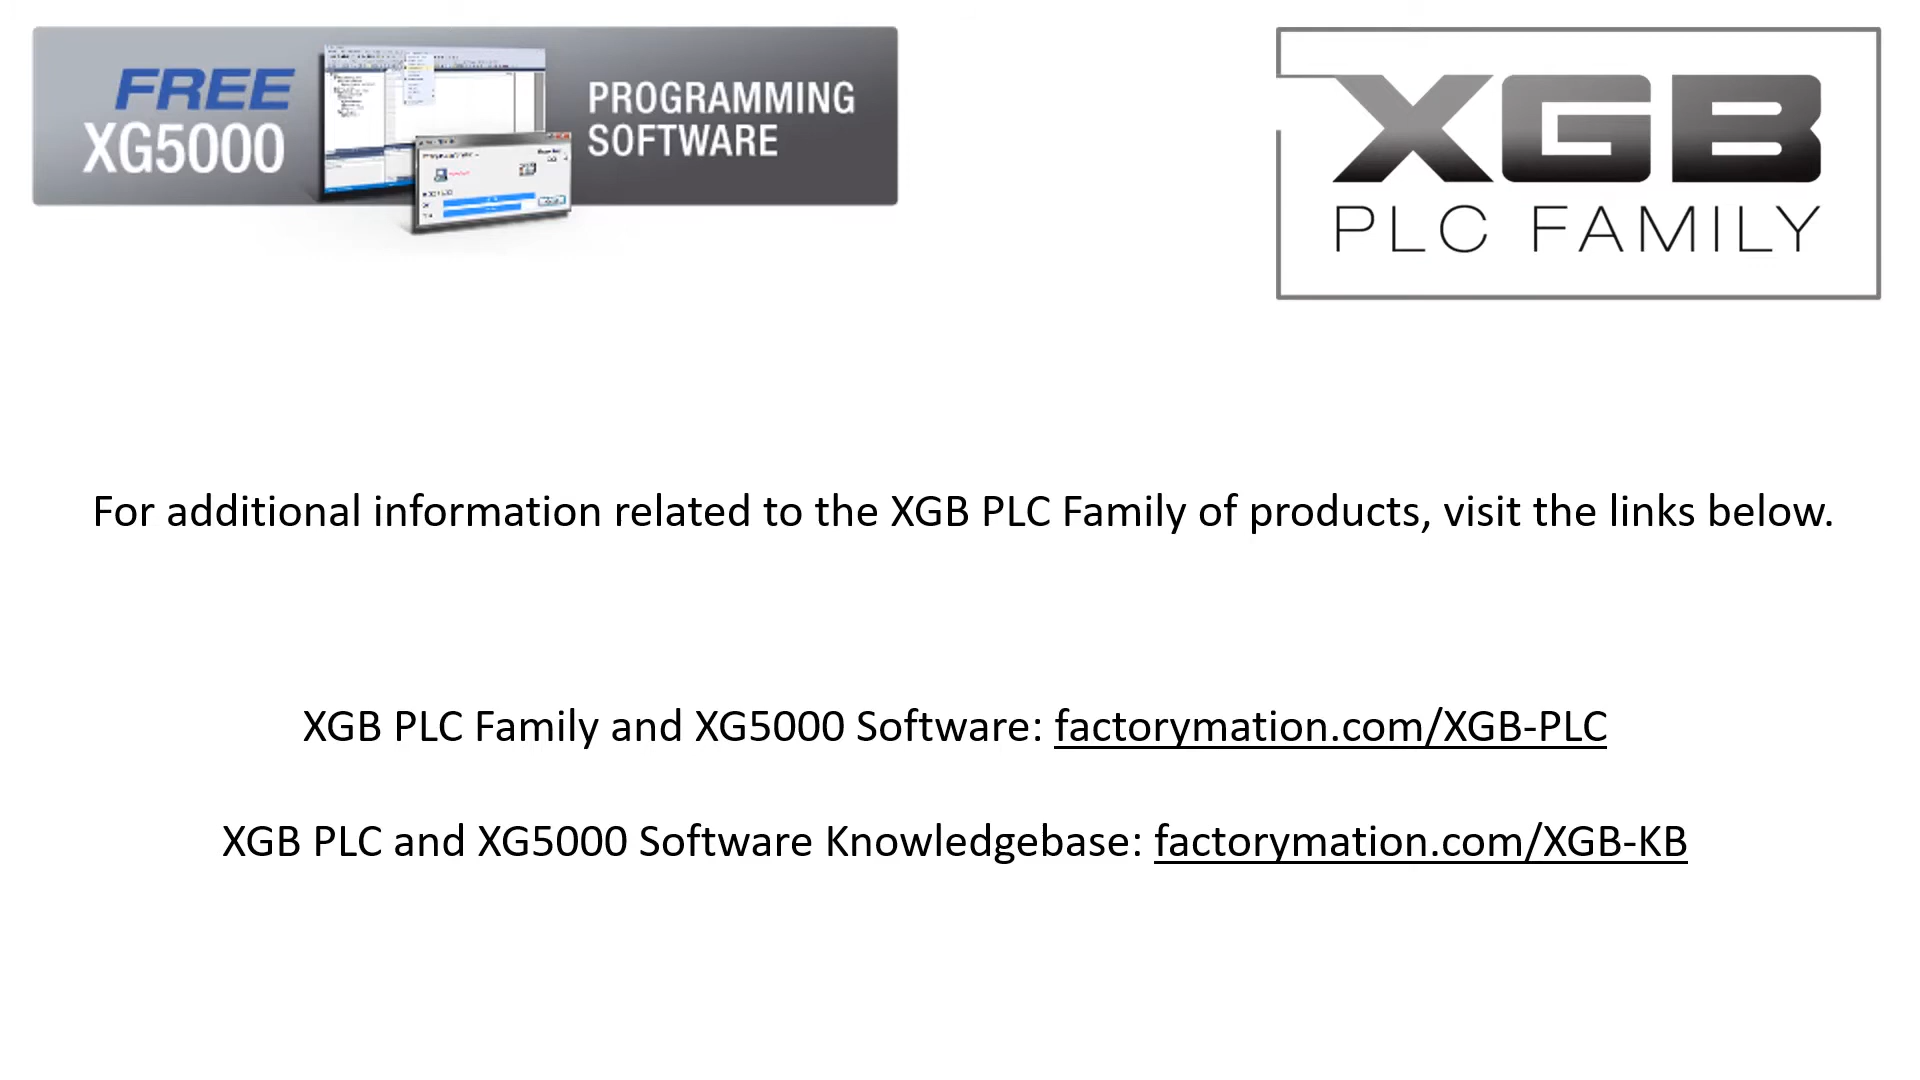 FREE
XG5000
PROGRAMMING
SOFTWARE
XGB
PLC FAMILY
For additional information related to the XGB PLC Family of products, visit the links below.
XGB PLC Family and XG5000 Software: factorymation.com/XGB-PLC
XGB PLC and XG5000 Software Knowledgebase: factorymation.com/XGB-KB